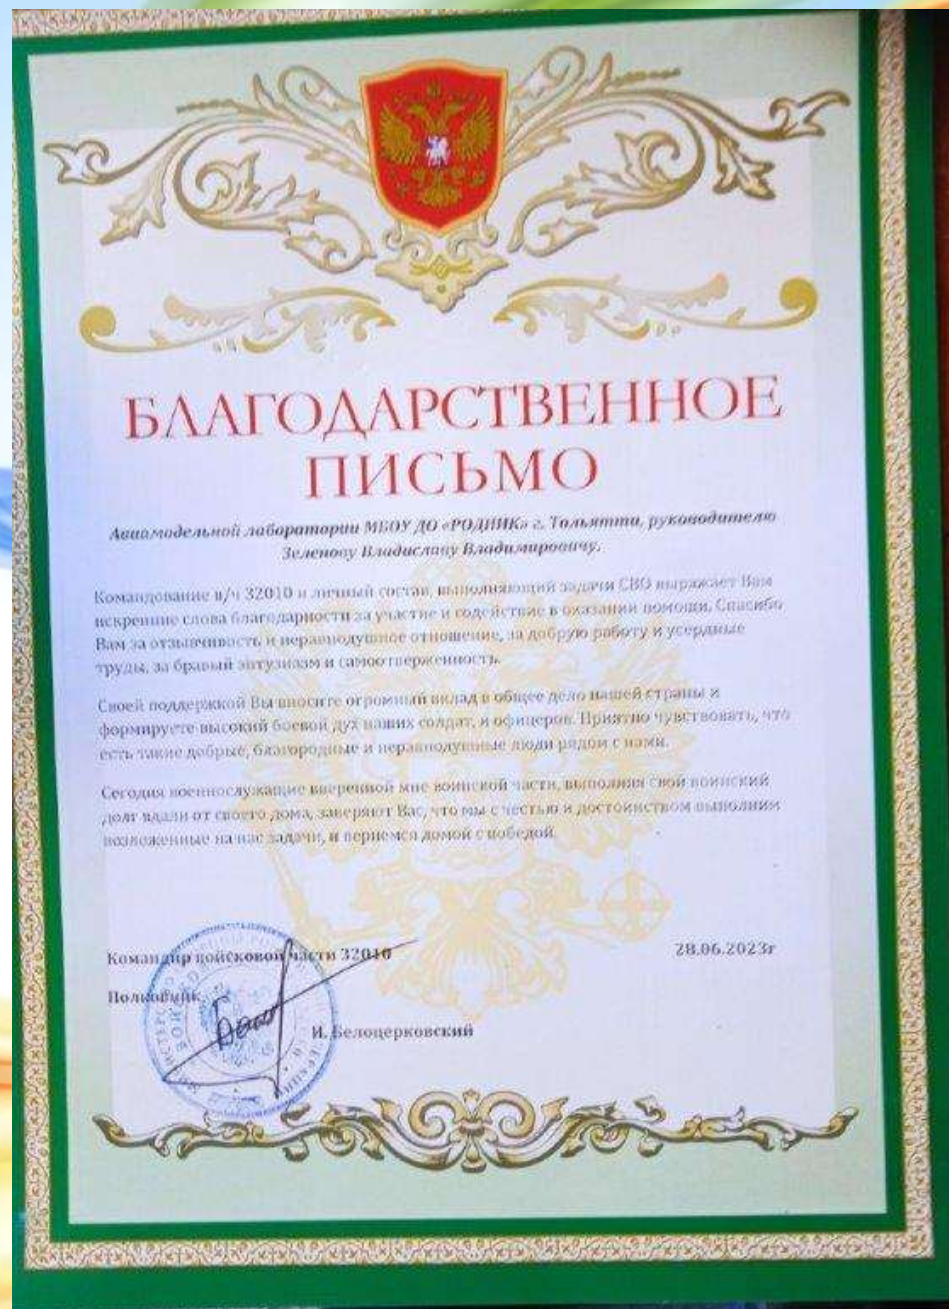 БЛАГОДАРСТВЕННОЕ
ПИСЬМО
Авиамодельной лаборатории МБОУ ДО «РОДНИК» г. Тольятти, руководителю
Зеленову Владиславу Владимировичу.
Командование в/ч 32010 и личный состав, выполняющий задачи СВО выражает Вам
искренние слова благодарности за участие и содействие в оказании помощи. Спасибо
Вам за отзывчивость и неравнодушное отношение, за добрую работу и усердные
труды, за бравый энтузиазм и самоотверженность.
Своей поддержкой Вы вносите огромный вклад в общее дело нашей страны и
формируете высокий боевой дух наших солдат, и офицеров. Приятно чувствовать, что
есть такие добрые, благородные и неравнодушные люди рядом с нами.
Сегодня военнослужащие вверенной мне воинской части, выполняя свой воинский
долг вдали от своего дома, заверяют Вас, что мы с честью и достоинством выполним
возложенные на нас задачи, и вернемся домой с победой.
Командир войсковой части 32010 28.06.2023г
Полковник
И. Белоцерковский